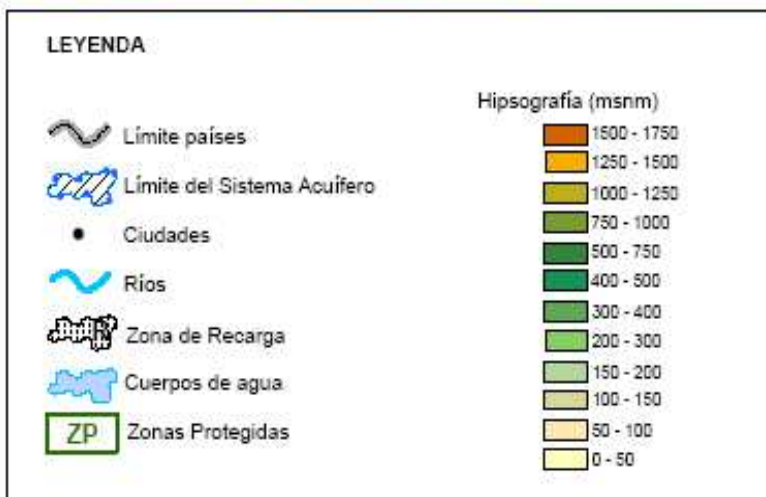 LEYENDA
Límite países
Límite del Sistema Acuífero
Ciudades
Ríos
Zona de Recarga
Cuerpos de agua
ZP Zonas Protegidas
Hipsografía (msnm)
1500 - 1750
1250 - 1500
1000 - 1250
750 - 1000
500 - 750
400 - 500
300 - 400
200 - 300
150 - 200
100 - 150
50 - 100
0 - 50